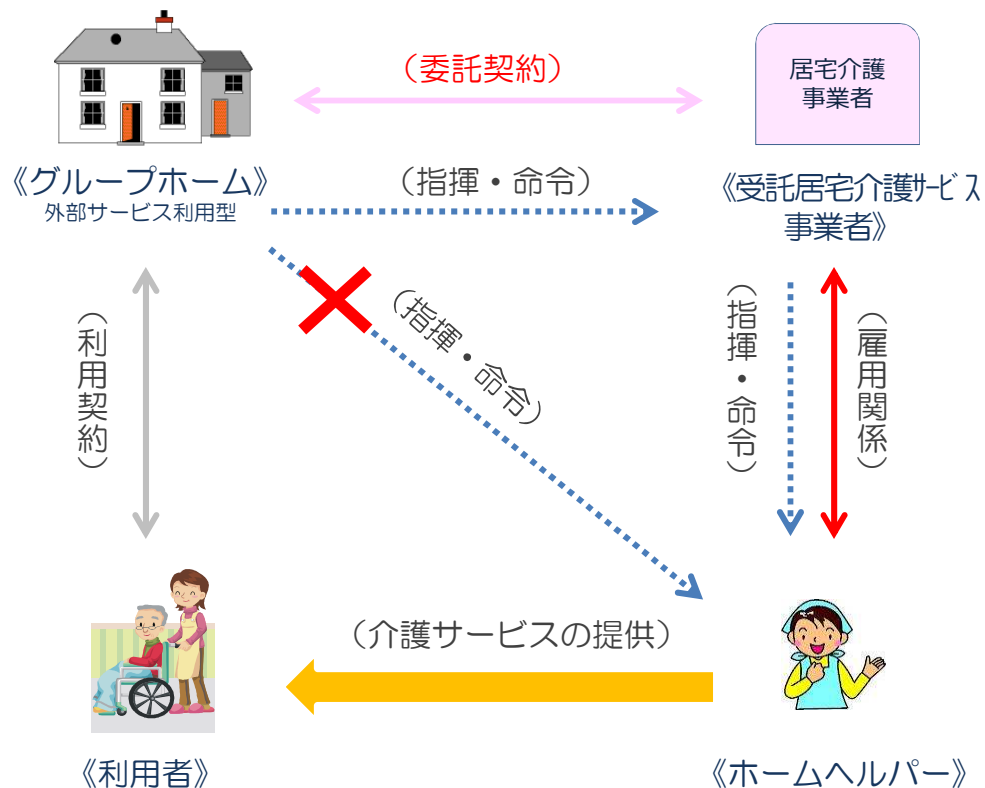 (委託契約)
居宅介護
事業者
《グループホーム》
外部サービス利用型
(指揮・命令)
《受託居宅介護サービス
事業者》
(利用契約)
(指揮・命令)
(指揮・命令)
(雇用関係)
(介護サービスの提供)
《利用者》
《ホームヘルパー》